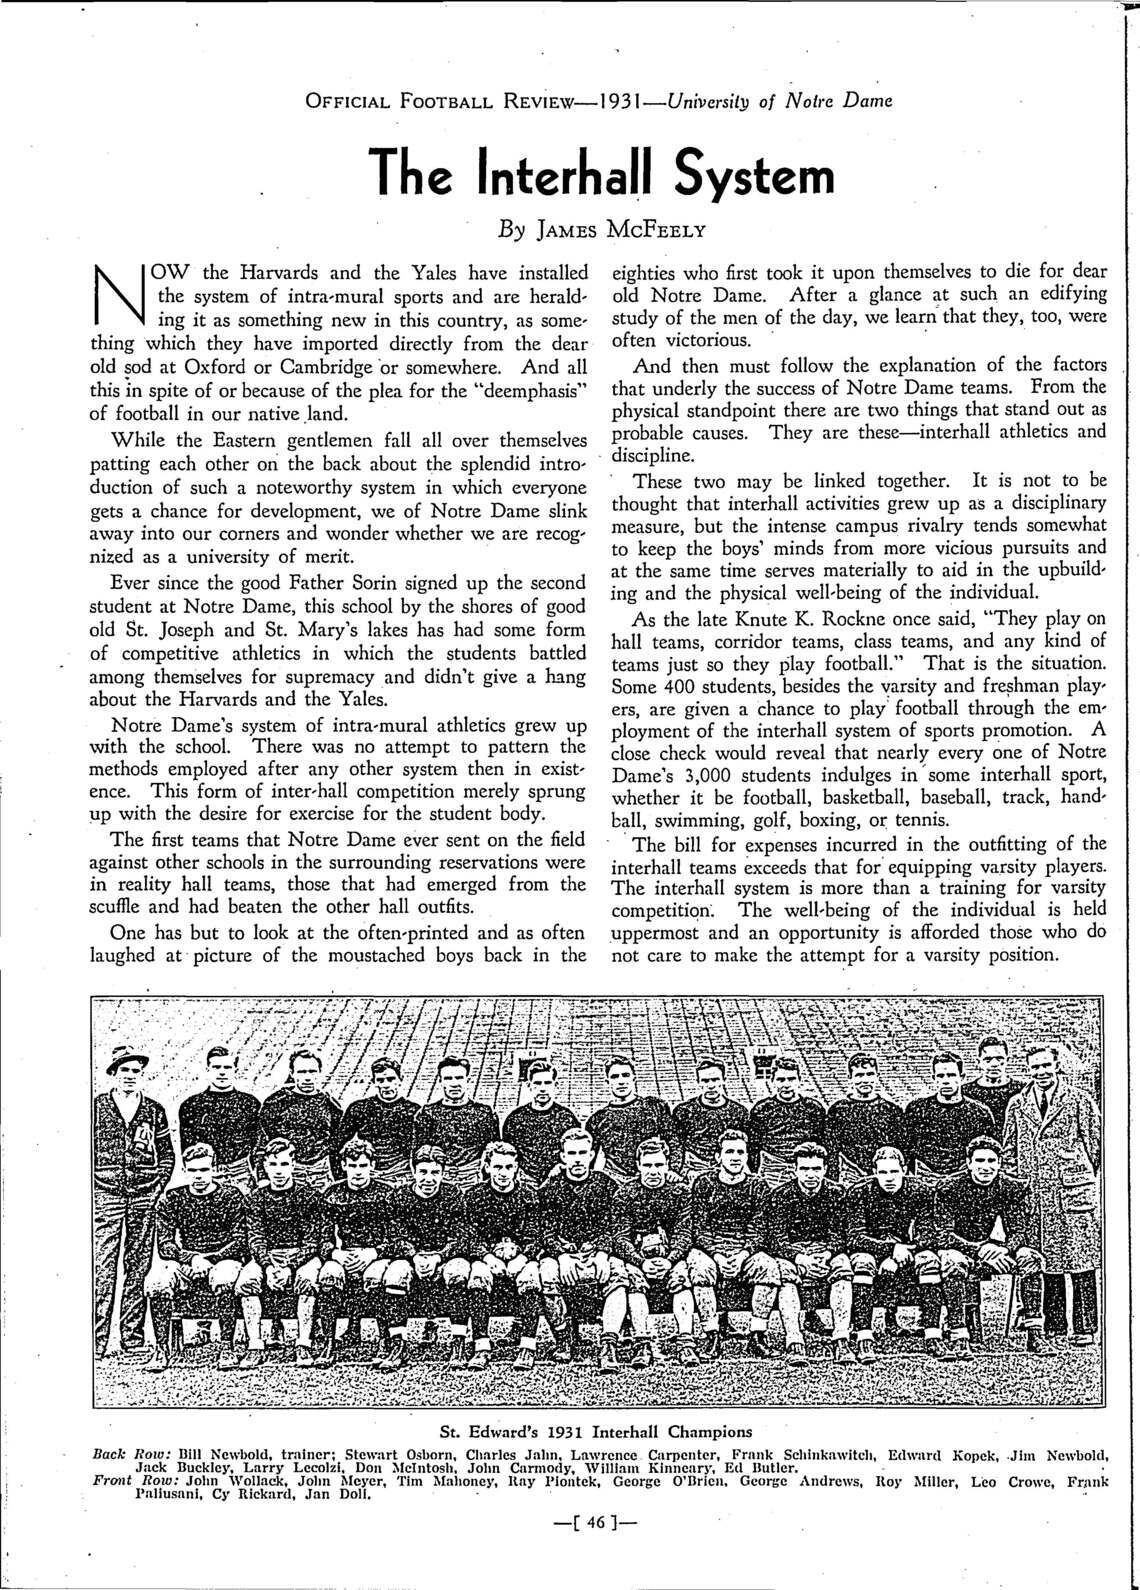 OFFICIAL FOOTBALL REVIEW—1931—University of Notre Dame
The Interhall System
By JAMES McFEELY
NOW the Harvards and the Yales have installed
the system of intra-mural sports and are herald-
ing it as something new in this country, as some-
thing which they have imported directly from the dear
old sod at Oxford or Cambridge or somewhere. And all
this in spite of or because of the plea for the "deemphasis"
of football in our native land.
While the Eastern gentlemen fall all over themselves
patting each other on the back about the splendid intro-
duction of such a noteworthy system in which everyone
gets a chance for development, we of Notre Dame slink
away into our corners and wonder whether we are recog-
nized as a university of merit.
Ever since the good Father Sorin signed up the second
student at Notre Dame, this school by the shores of good
old St. Joseph and St. Mary's lakes has had some form
of competitive athletics in which the students battled
among themselves for supremacy and didn't give a hang
about the Harvards and the Yales.
Notre Dame's system of intra-mural athletics grew up
with the school. There was no attempt to pattern the
methods employed after any other system then in exist-
ence. This form of inter-hall competition merely sprung
up with the desire for exercise for the student body.
The first teams that Notre Dame ever sent on the field
against other schools in the surrounding reservations were
in reality hall teams, those that had emerged from the
scuffle and had beaten the other hall outfits.
One has but to look at the often-printed and as often
laughed at picture of the moustached boys back in the
eighties who first took it upon themselves to die for dear
old Notre Dame. After a glance at such an edifying
study of the men of the day, we learn that they, too, were
often victorious.
And then must follow the explanation of the factors
that underly the success of Notre Dame teams. From the
physical standpoint there are two things that stand out as
probable causes. They are these—interhall athletics and
discipline.
These two may be linked together. It is not to be
thought that interhall activities grew up as a disciplinary
measure, but the intense campus rivalry tends somewhat
to keep the boys' minds from more vicious pursuits and
at the same time serves materially to aid in the upbuild-
ing and the physical well-being of the individual.
As the late Knute K. Rockne once said, "They play on
hall teams, corridor teams, class teams, and any kind of
teams just so they play football." That is the situation.
Some 400 students, besides the varsity and freshman play-
ers, are given a chance to play football through the em-
ployment of the interhall system of sports promotion. A
close check would reveal that nearly every one of Notre
Dame's 3,000 students indulges in some interhall sport,
whether it be football, basketball, baseball, track, hand-
ball, swimming, golf, boxing, or tennis.
The bill for expenses incurred in the outfitting of the
interhall teams exceeds that for equipping varsity players.
The interhall system is more than a training for varsity
competition. The well-being of the individual is held
uppermost and an opportunity is afforded those who do
not care to make the attempt for a varsity position.
St. Edward's 1931 Interhall Champions
Back Row: Bill Newbold, trainer; Stewart Osborn, Charles Jahn, Lawrence Carpenter, Frank Schinkawitch, Edward Kopek, Jim Newbold,
Jack Buckley, Larry Lecolzi, Don McIntosh, John Carmody, William Kinneary, Ed Butler.
Front Row: John Wollack, John Meyer, Tim Mahoney, Ray Piontek, George O'Brien, George Andrews, Roy Miller, Leo Crowe, Frank
Paliusani, Cy Rickard, Jan Doll.
—[ 46 ]—